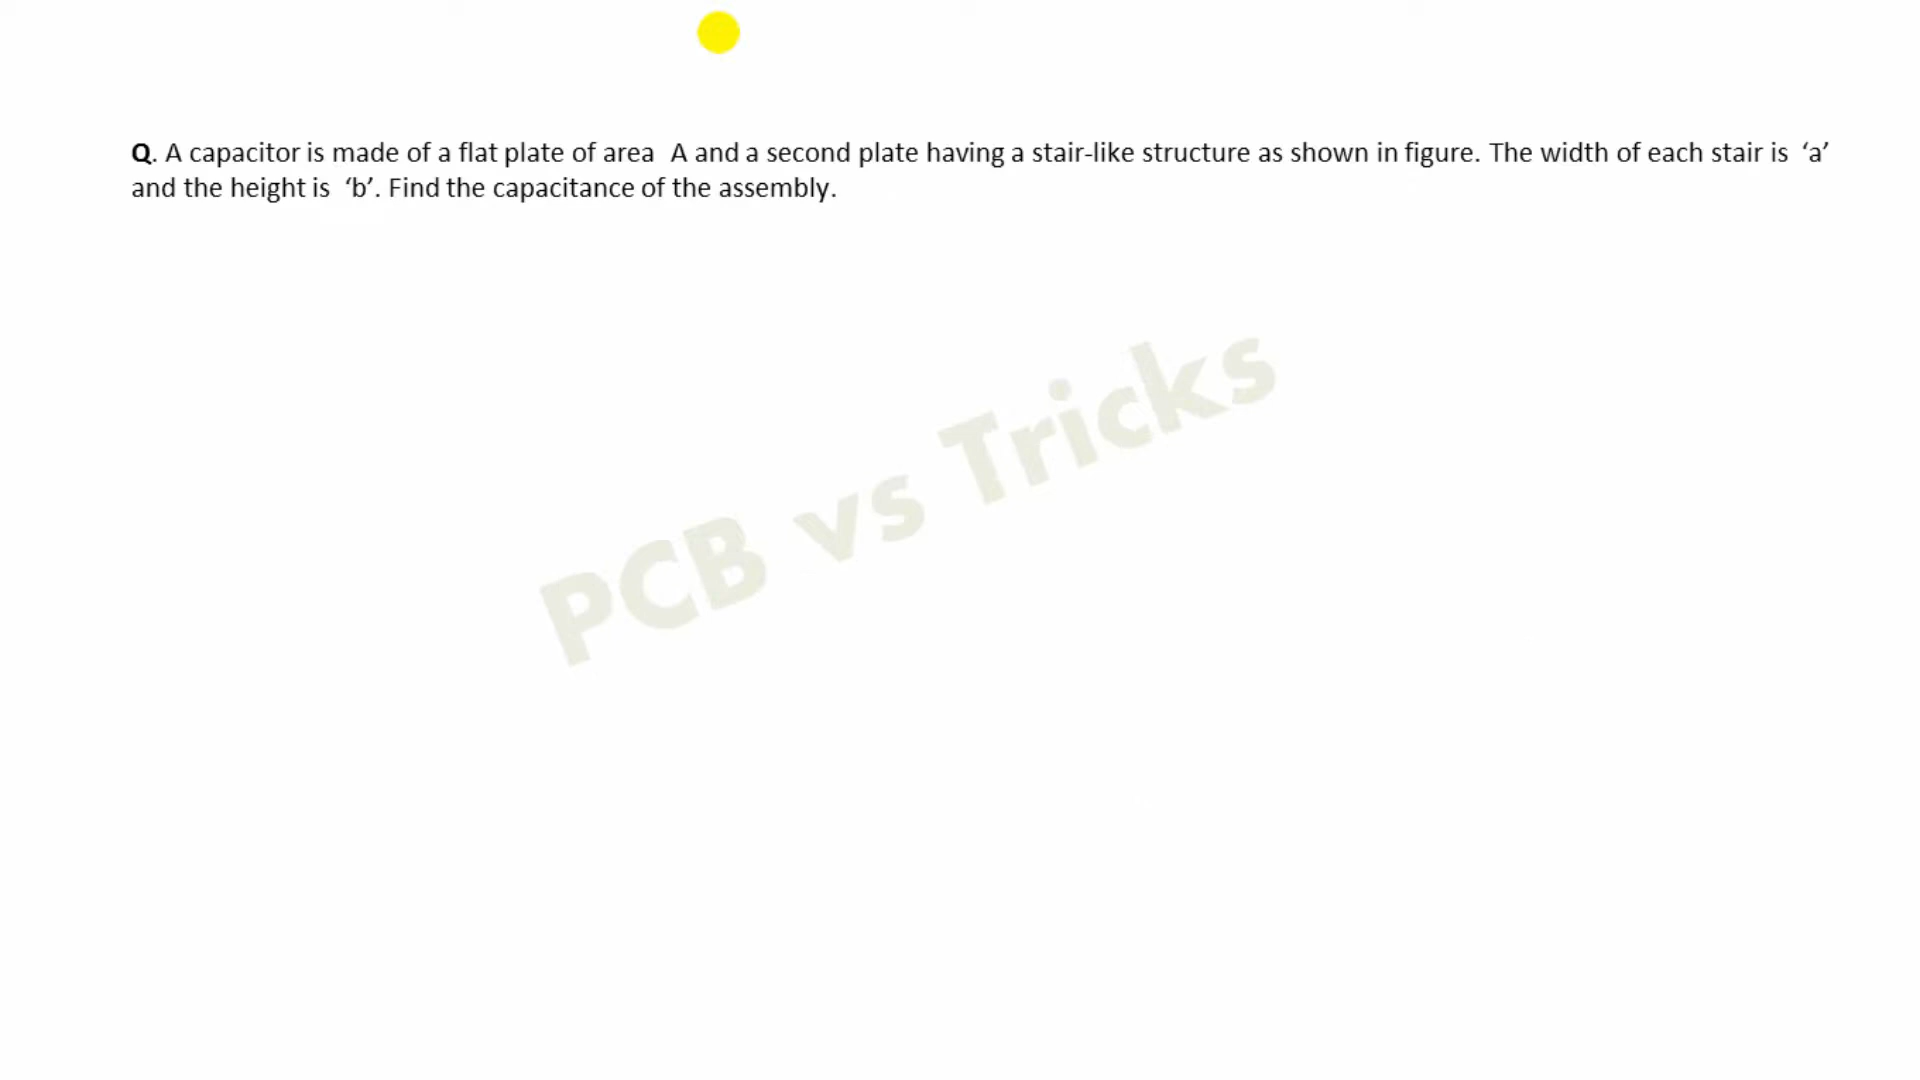 Q. A capacitor is made of a flat plate of area A and a second plate having a stair-like structure as shown in figure. The width of each stair is ‘a’
and the height is ‘b’. Find the capacitance of the assembly.
PCB vs Tricks